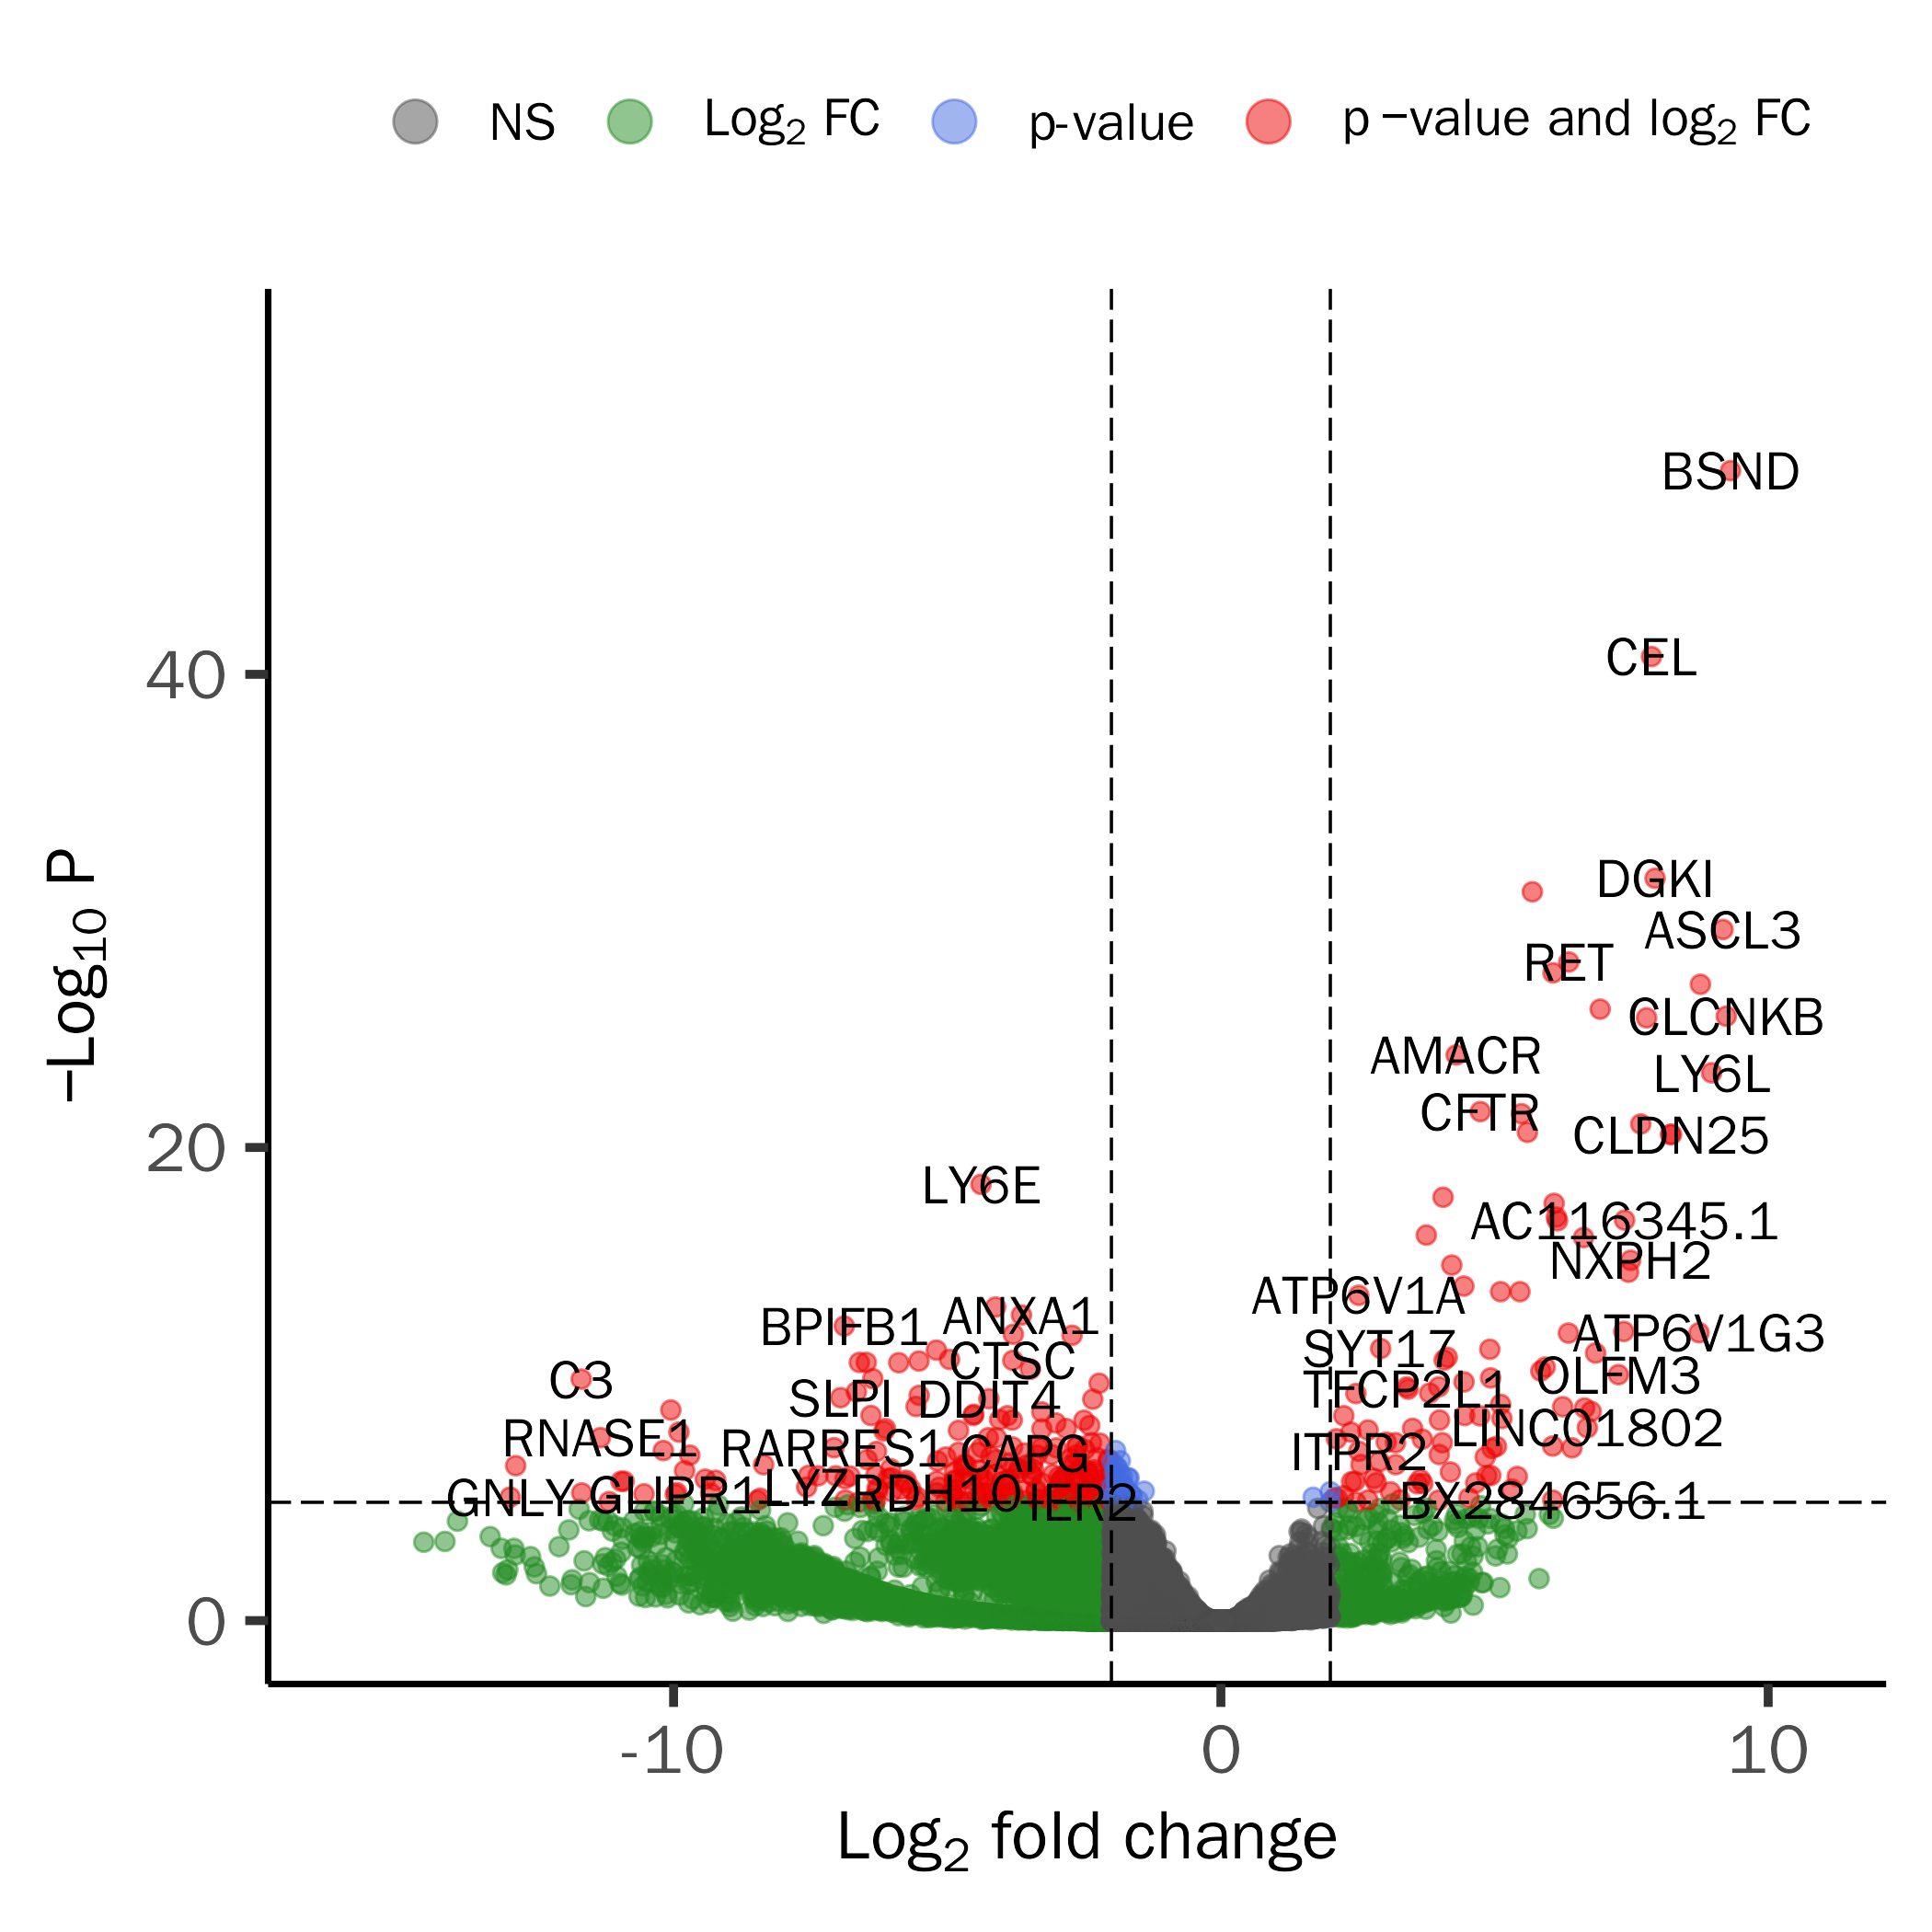 NS Log2 FC p-value p −value and log2 FC
BSND
CEL
40
DGKI
ASCL3
RET
CLCNKB
AMACR
LY6L
CFTR
CLDN25
20
LY6E
AC116345.1
NXPH2
ATP6V1A
BPIFB1 ANXA1
ATP6V1G3
SYT17
CTSC
OLFM3
C3
TFCP2L1
SLPI DDIT4
LINC01802
RNASE1
RARRES1 CAPG ITPR2
GNLY GLIPR1 LYZ RDH10 IER2 BX284656.1
0
-10 0 10
Log2 fold change
−Log10 P